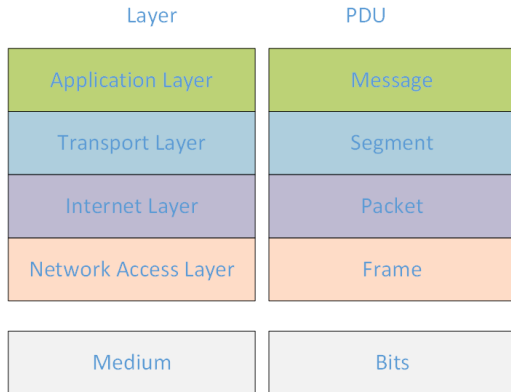 Layer PDU
Application Layer Message
Transport Layer Segment
Internet Layer Packet
Network Access Layer Frame
Medium Bits